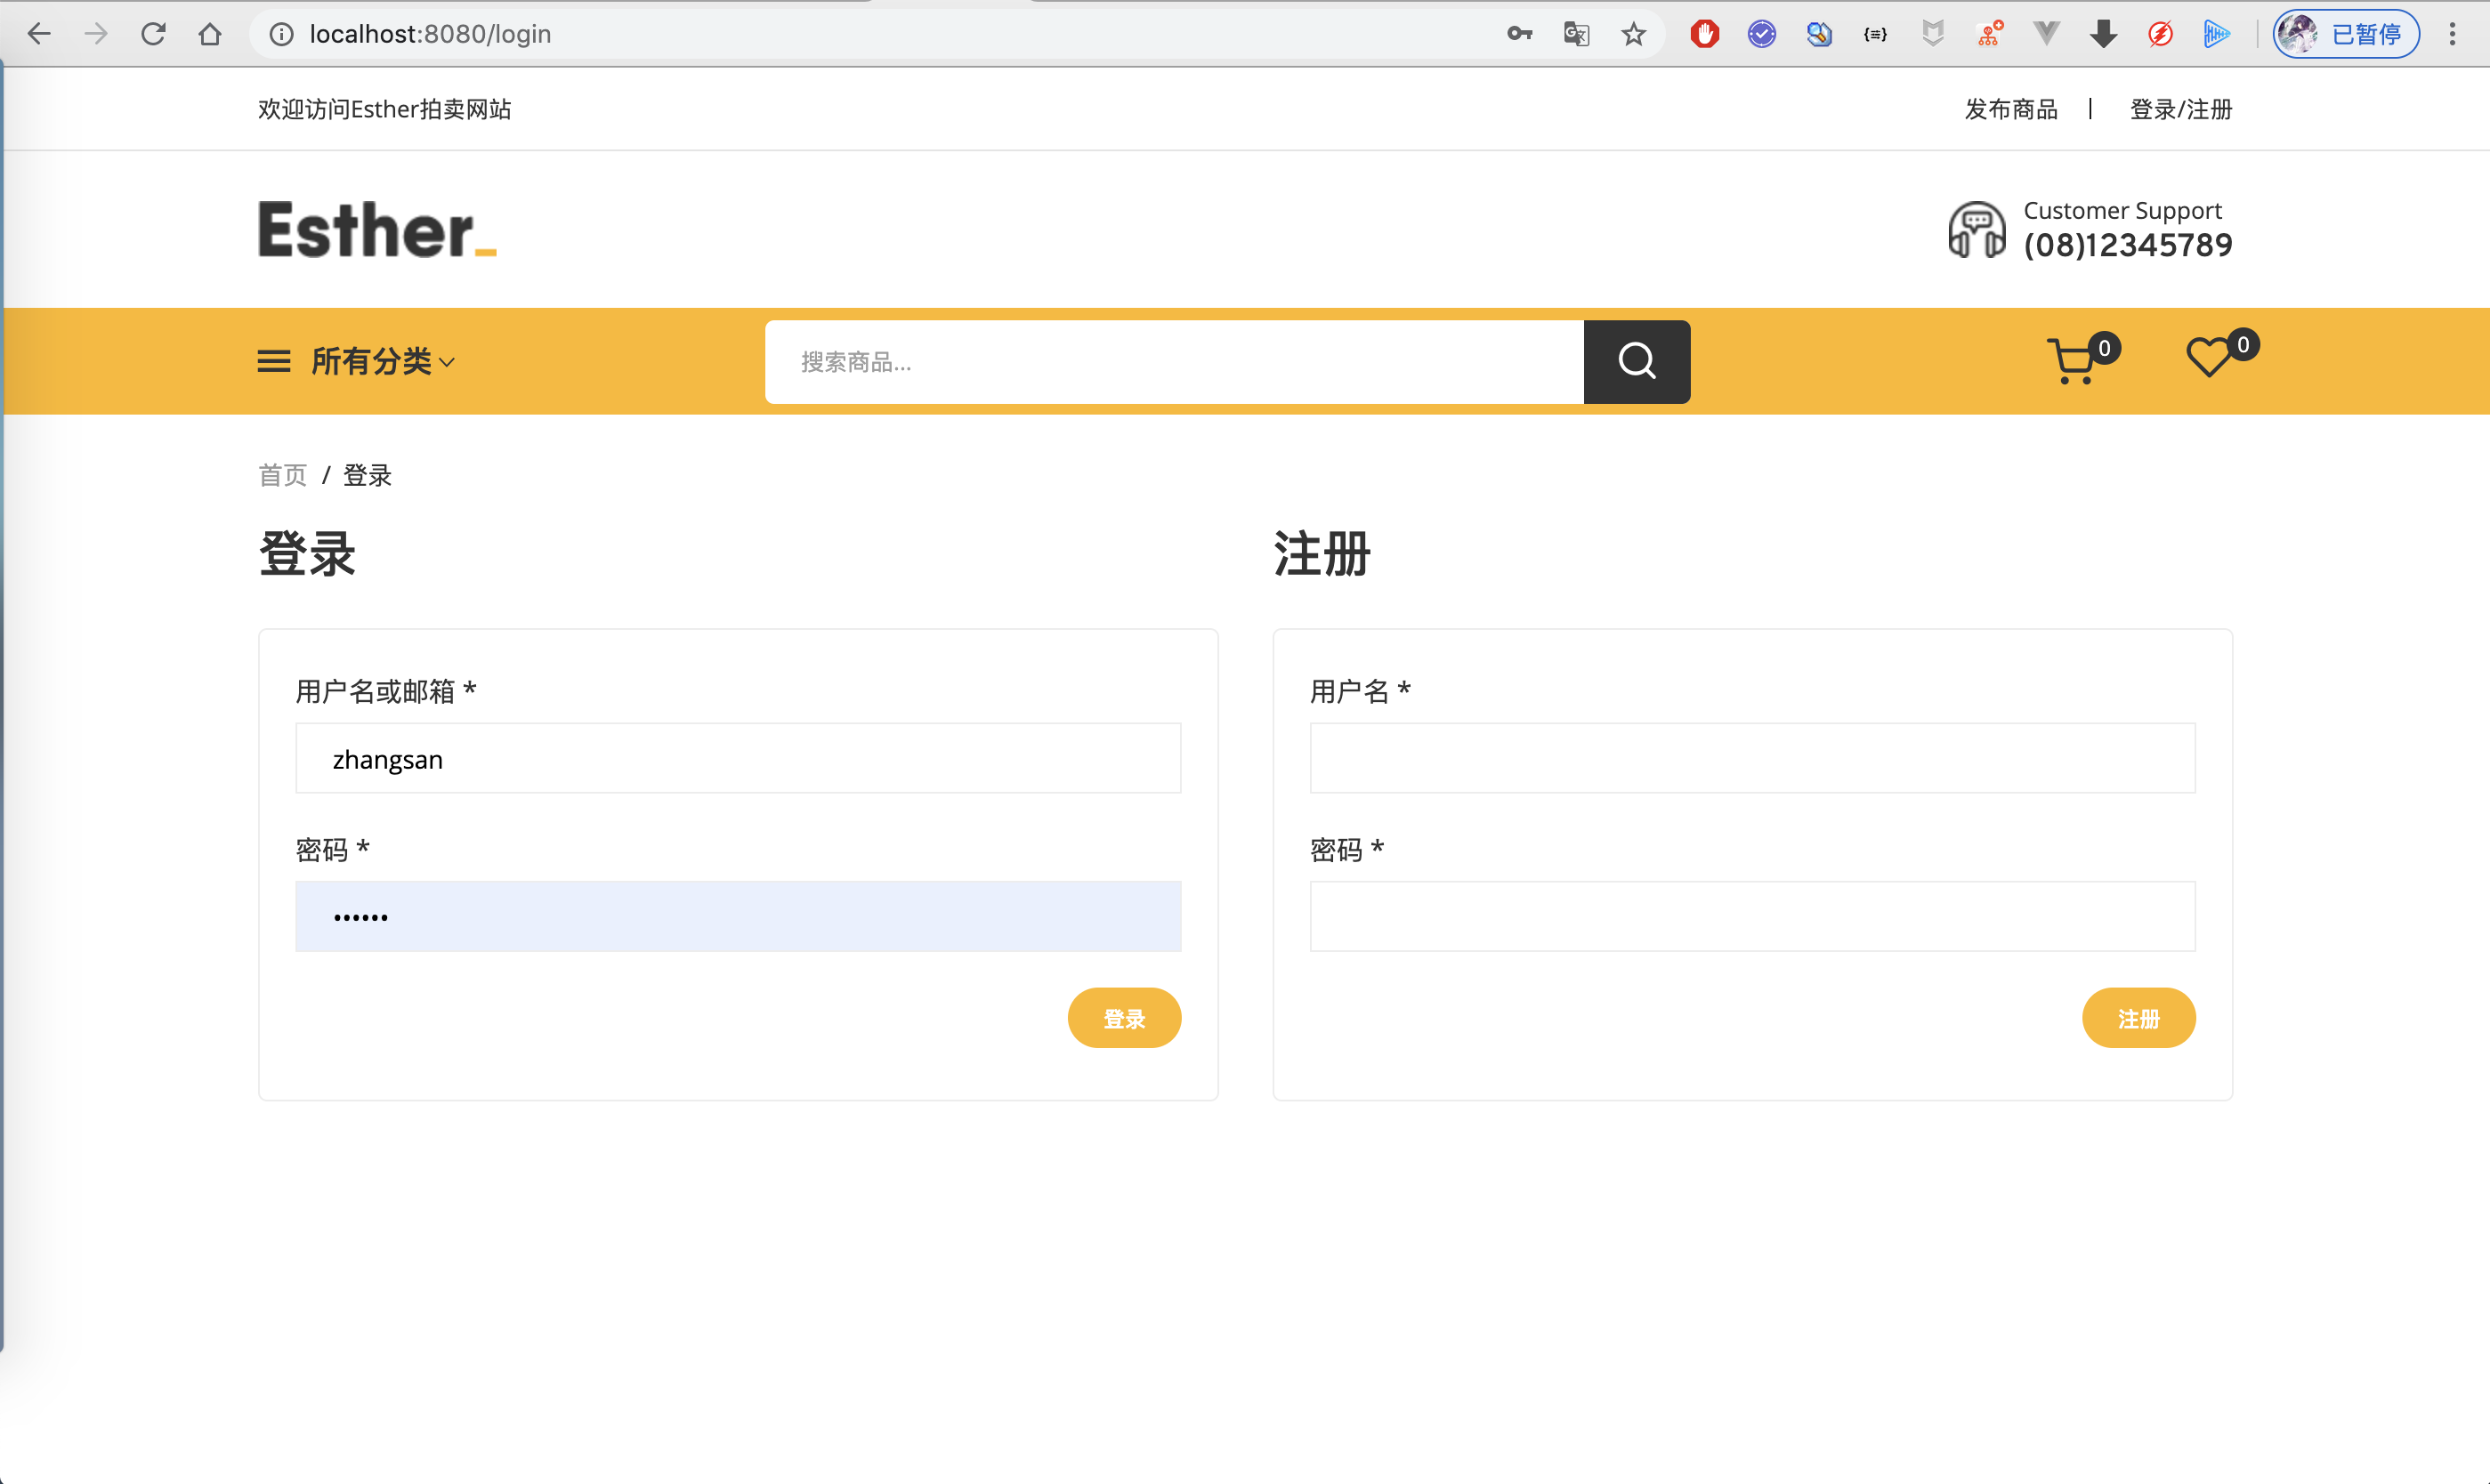 localhost:8080/login
已暂停
欢迎访问Esther拍卖网站
发布商品 | 登录/注册
Esther_
Customer Support
(08)12345789
所有分类
搜索商品...
0
0
首页 / 登录
登录
注册
用户名或邮箱 *
用户名 *
zhangsan
密码 *
密码 *
••••••
登录
注册